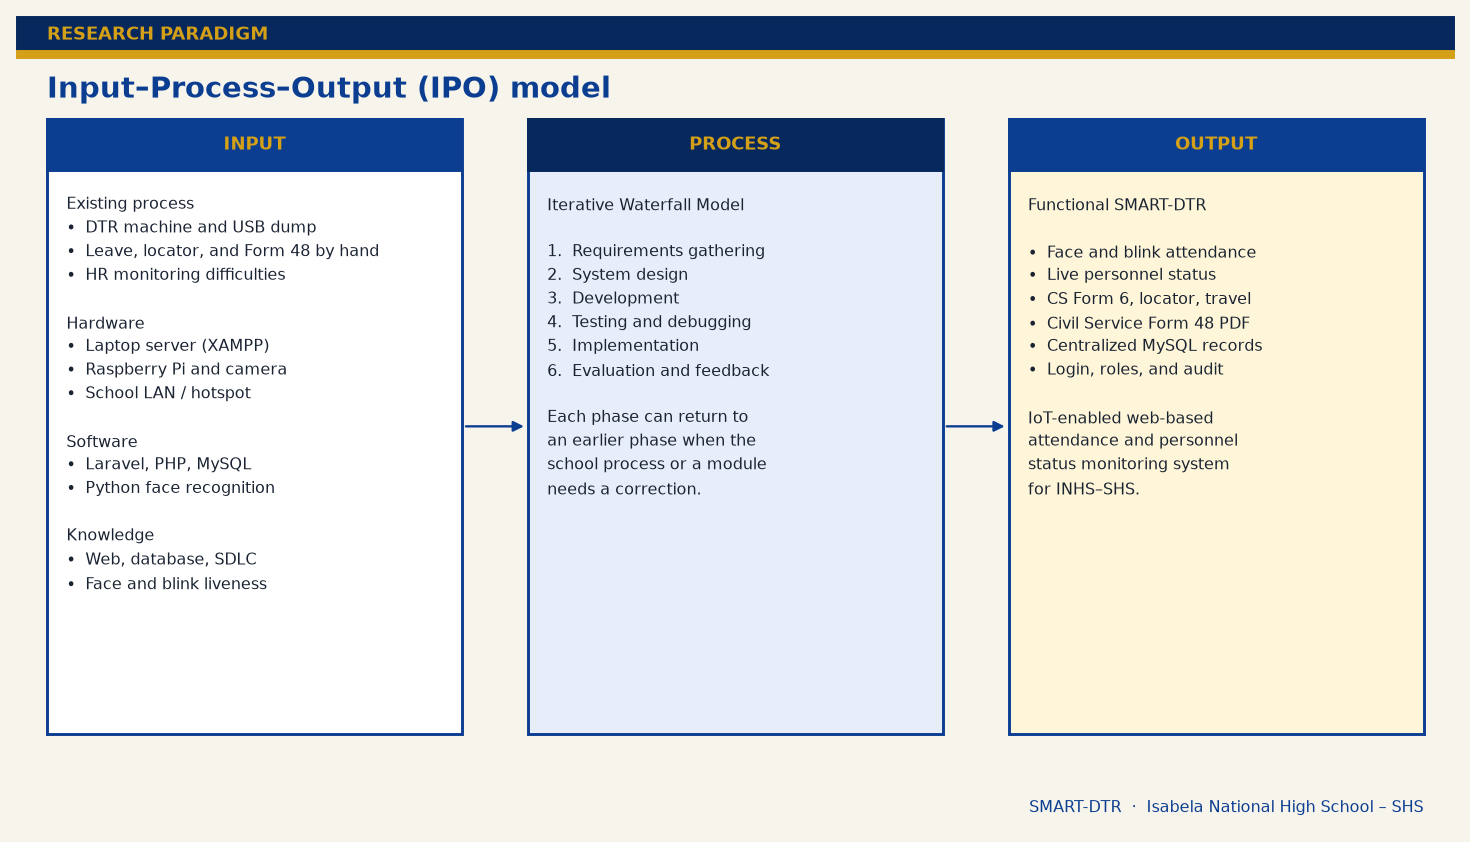 RESEARCH PARADIGM
Input–Process–Output (IPO) model
INPUT
Existing process
• DTR machine and USB dump
• Leave, locator, and Form 48 by hand
• HR monitoring difficulties
Hardware
• Laptop server (XAMPP)
• Raspberry Pi and camera
• School LAN / hotspot
Software
• Laravel, PHP, MySQL
• Python face recognition
Knowledge
• Web, database, SDLC
• Face and blink liveness
PROCESS
Iterative Waterfall Model
1. Requirements gathering
2. System design
3. Development
4. Testing and debugging
5. Implementation
6. Evaluation and feedback
Each phase can return to
an earlier phase when the
school process or a module
needs a correction.
OUTPUT
Functional SMART-DTR
• Face and blink attendance
• Live personnel status
• CS Form 6, locator, travel
• Civil Service Form 48 PDF
• Centralized MySQL records
• Login, roles, and audit
IoT-enabled web-based
attendance and personnel
status monitoring system
for INHS–SHS.
SMART-DTR · Isabela National High School – SHS